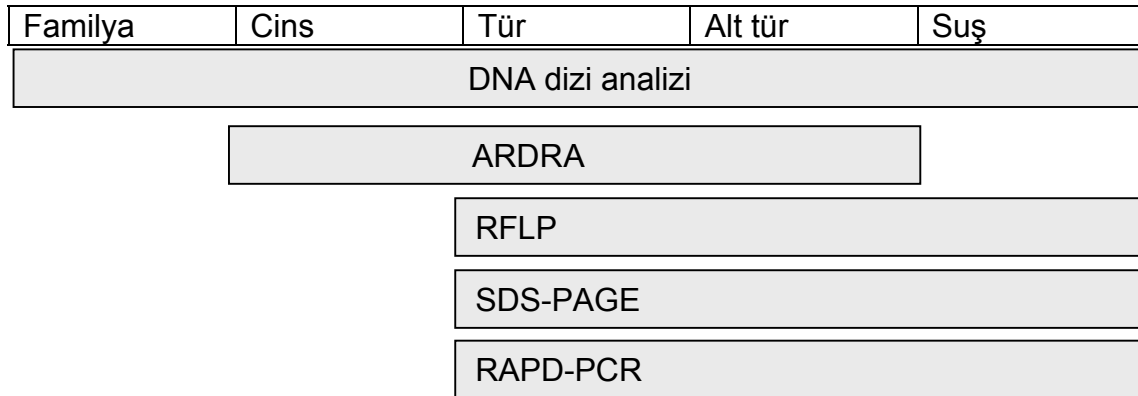 Familya Cins Tür Alt tür Suş
DNA dizi analizi
ARDRA
RFLP
SDS-PAGE
RAPD-PCR